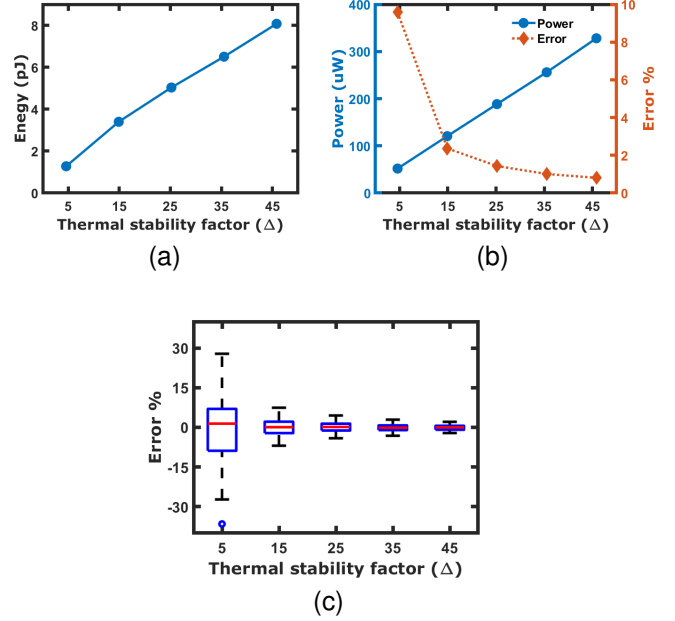 Enegy (pJ)
8
6
4
2
0
5 15 25 35 45
Thermal stability factor (Δ)
(a)
Power (uW)
400
300
200
100
0
Power
Error
10
8
6
4
2
0
Error %
5 15 25 35 45
Thermal stability factor (Δ)
(b)
Error %
30
15
0
-15
-30
5 15 25 35 45
Thermal stability factor (Δ)
(c)